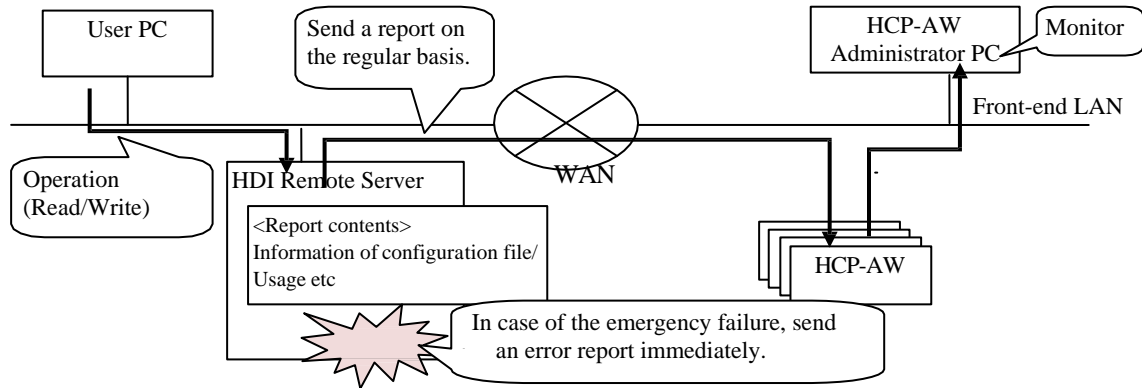 User PC
Send a report on
the regular basis.
HCP-AW
Administrator PC
Monitor
Front-end LAN
Operation
(Read/Write)
HDI Remote Server
WAN
<Report contents>
Information of configuration file/
Usage etc
HCP-AW
In case of the emergency failure, send
an error report immediately.